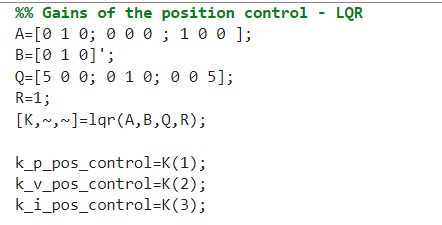 %% Gains of the position control - LQR
A=[0 1 0; 0 0 0 ; 1 0 0 ];
B=[0 1 0]';
Q=[5 0 0; 0 1 0; 0 0 5];
R=1;
[K,~,~]=lqr(A,B,Q,R);
k_p_pos_control=K(1);
k_v_pos_control=K(2);
k_i_pos_control=K(3);